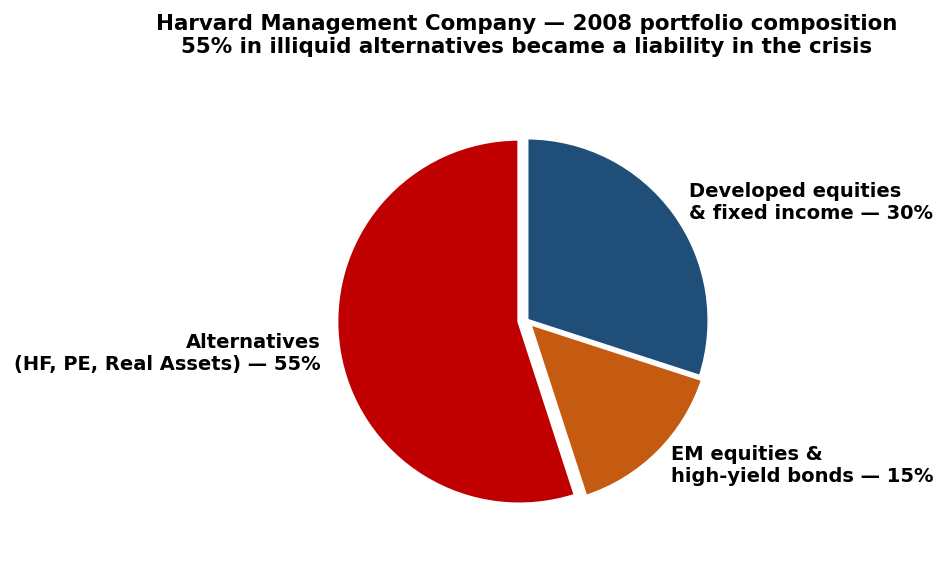 Harvard Management Company — 2008 portfolio composition
55% in illiquid alternatives became a liability in the crisis
Developed equities
& fixed income — 30%
Alternatives
(HF, PE, Real Assets) — 55%
EM equities &
high-yield bonds — 15%